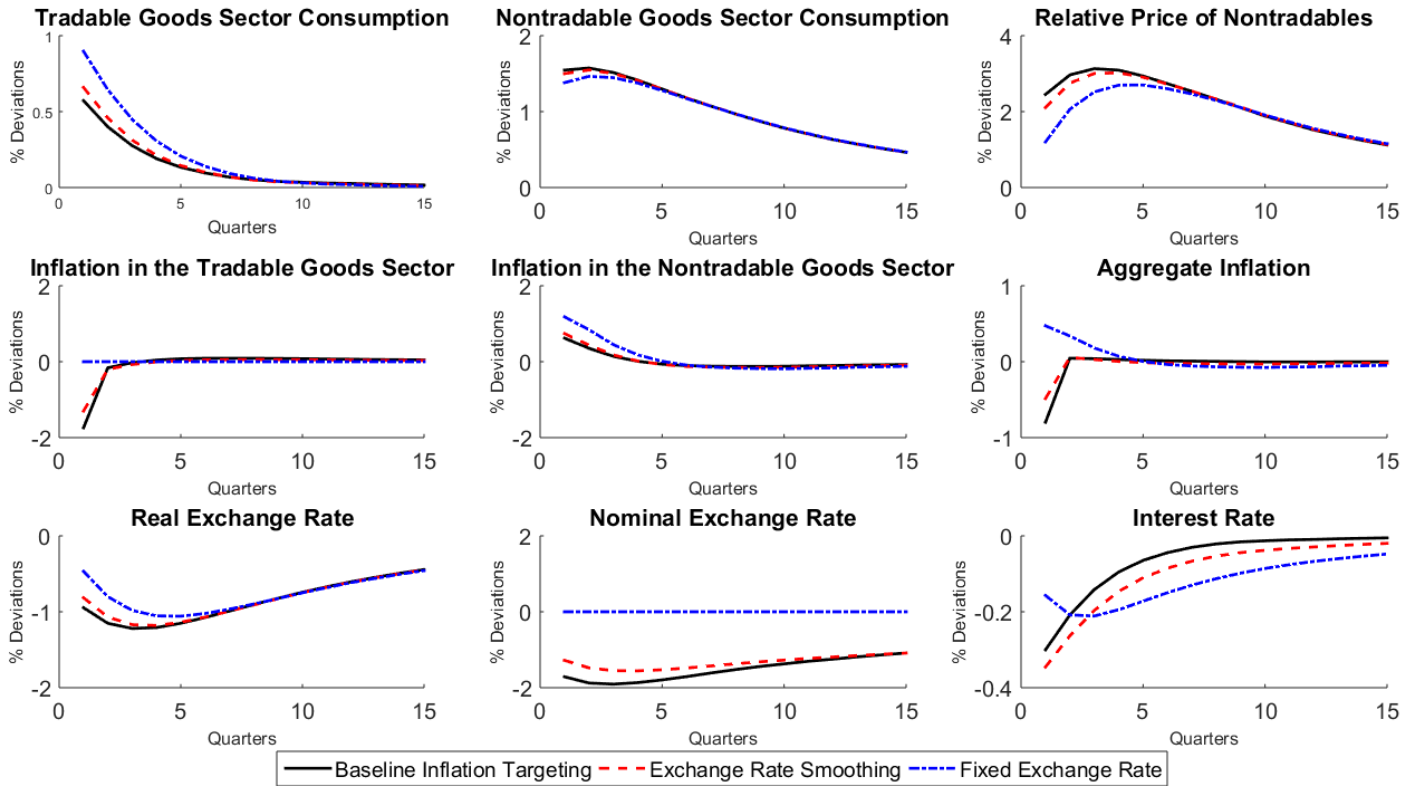 Tradable Goods Sector Consumption
1
0.5
0
% Deviations
0 5 10 15
Quarters
Nontradable Goods Sector Consumption
2
1
0
% Deviations
0 5 10 15
Quarters
Relative Price of Nontradables
4
2
0
% Deviations
0 5 10 15
Quarters
Inflation in the Tradable Goods Sector
2
0
-2
% Deviations
0 5 10 15
Quarters
Inflation in the Nontradable Goods Sector
2
0
-2
% Deviations
0 5 10 15
Quarters
Aggregate Inflation
1
0
-1
% Deviations
0 5 10 15
Quarters
Real Exchange Rate
0
-1
-2
% Deviations
0 5 10 15
Quarters
Nominal Exchange Rate
2
0
-2
% Deviations
0 5 10 15
Quarters
Interest Rate
0
-0.2
-0.4
% Deviations
0 5 10 15
Quarters
Baseline Inflation Targeting Exchange Rate Smoothing Fixed Exchange Rate